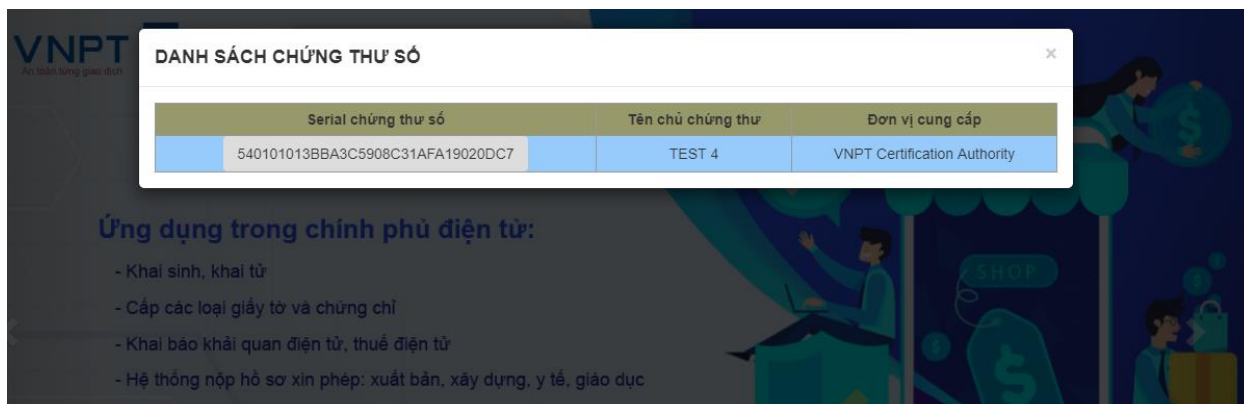 VNPT
An toàn từng giao dịch
DANH SÁCH CHỨNG THƯ SỐ
×
Serial chứng thư số Tên chủ chứng thư Đơn vị cung cấp
540101013BBA3C5908C31AFA19020DC7 TEST 4 VNPT Certification Authority
Ứng dụng trong chính phủ điện tử:
- Khai sinh, khai tử
- Cấp các loại giấy tờ và chứng chỉ
- Khai báo khải quan điện tử, thuế điện tử
- Hệ thống nộp hồ sơ xin phép: xuất bản, xây dựng, y tế, giáo dục
SHOP